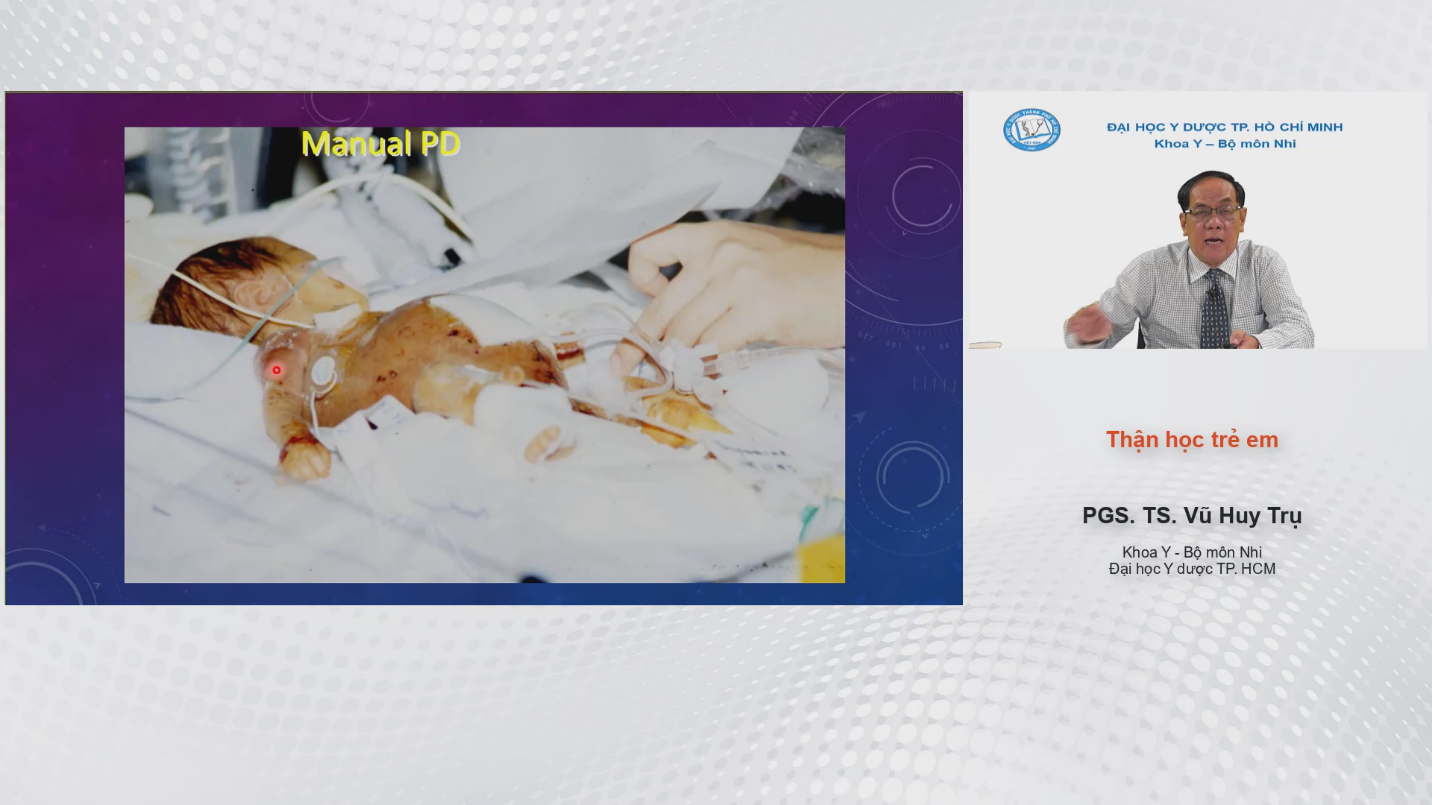 Manual PD
ĐẠI HỌC Y DƯỢC TP. HỒ CHÍ MINH
Khoa Y – Bộ môn Nhi
Thận học trẻ em
PGS. TS. Vũ Huy Trụ
Khoa Y - Bộ môn Nhi
Đại học Y dược TP. HCM